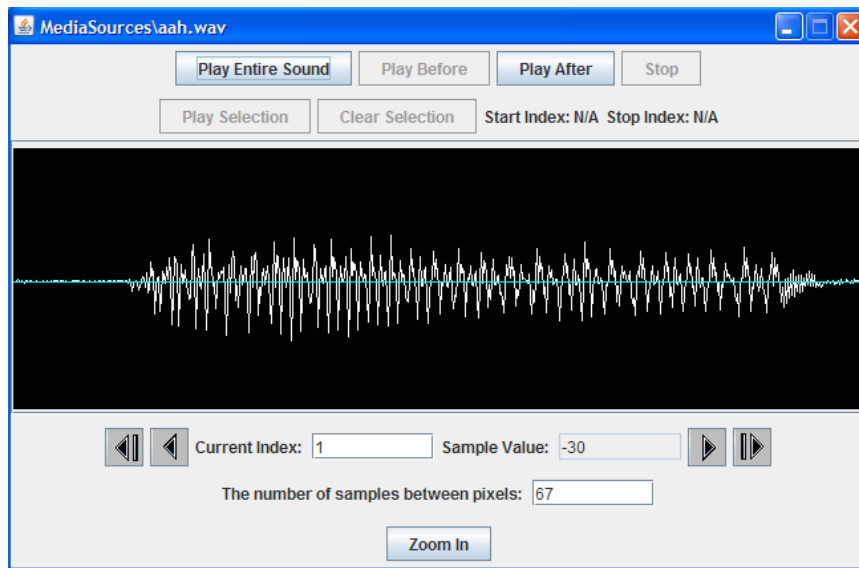 MediaSources\aah.wav
Play Entire Sound Play Before Play After Stop
Play Selection Clear Selection Start Index: N/A Stop Index: N/A
Current Index: 1 Sample Value: -30
The number of samples between pixels: 67
Zoom In